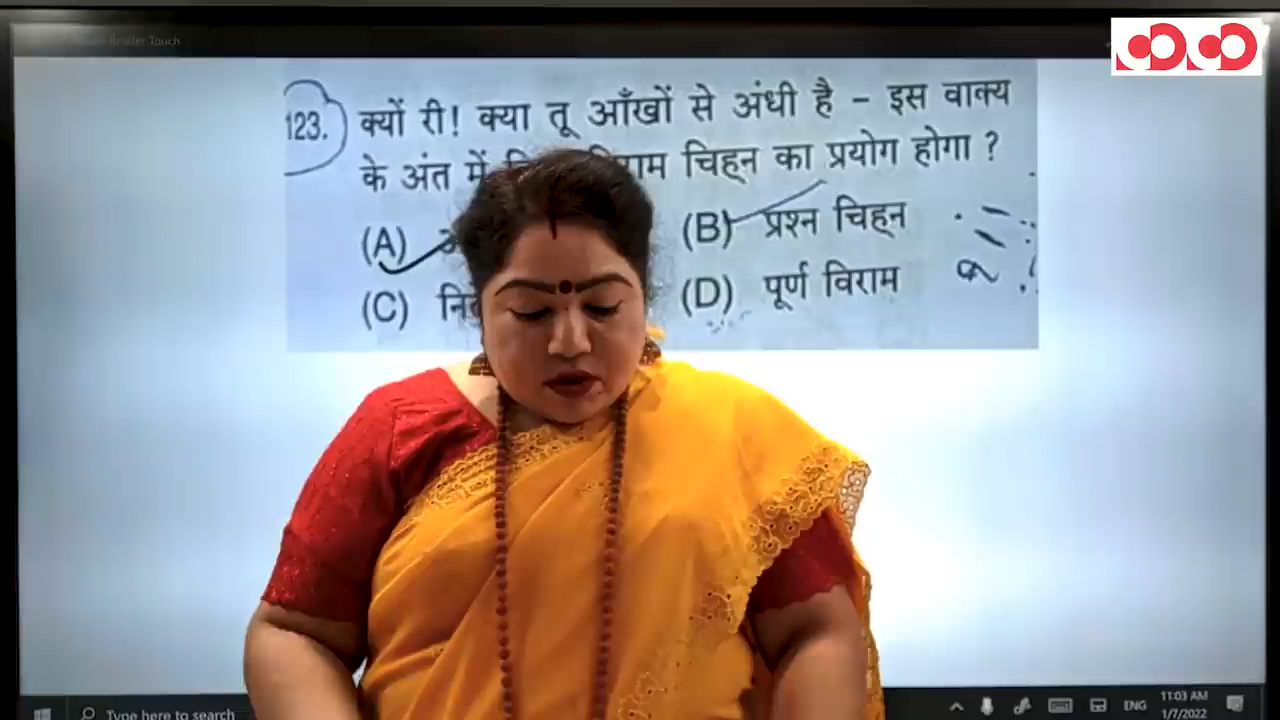 123. क्यों री! क्या तू आँखों से अंधी है – इस वाक्य
के अंत में चिह्न का प्रयोग होगा ?
(A) (B) प्रश्न चिह्न
(C) (D) पूर्ण विराम
Type here to search
ENG
11:03 AM
1/7/2022